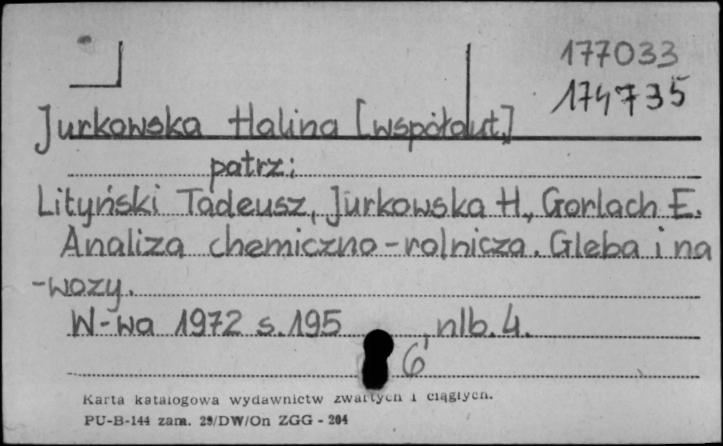 177033
174735
Jurkowska Halina [współaut.]
patrz:
Lityński Tadeusz, Jurkowska H., Gorlach E.
Analiza chemiczno-rolnicza. Gleba i na
-wozy.
W-wa 1972 s. 195 , nlb. 4.
6'
Karta katalogowa wydawnictw zwartych i ciągłych.
PU-B-144 zam. 29/DW/On ZGG - 204